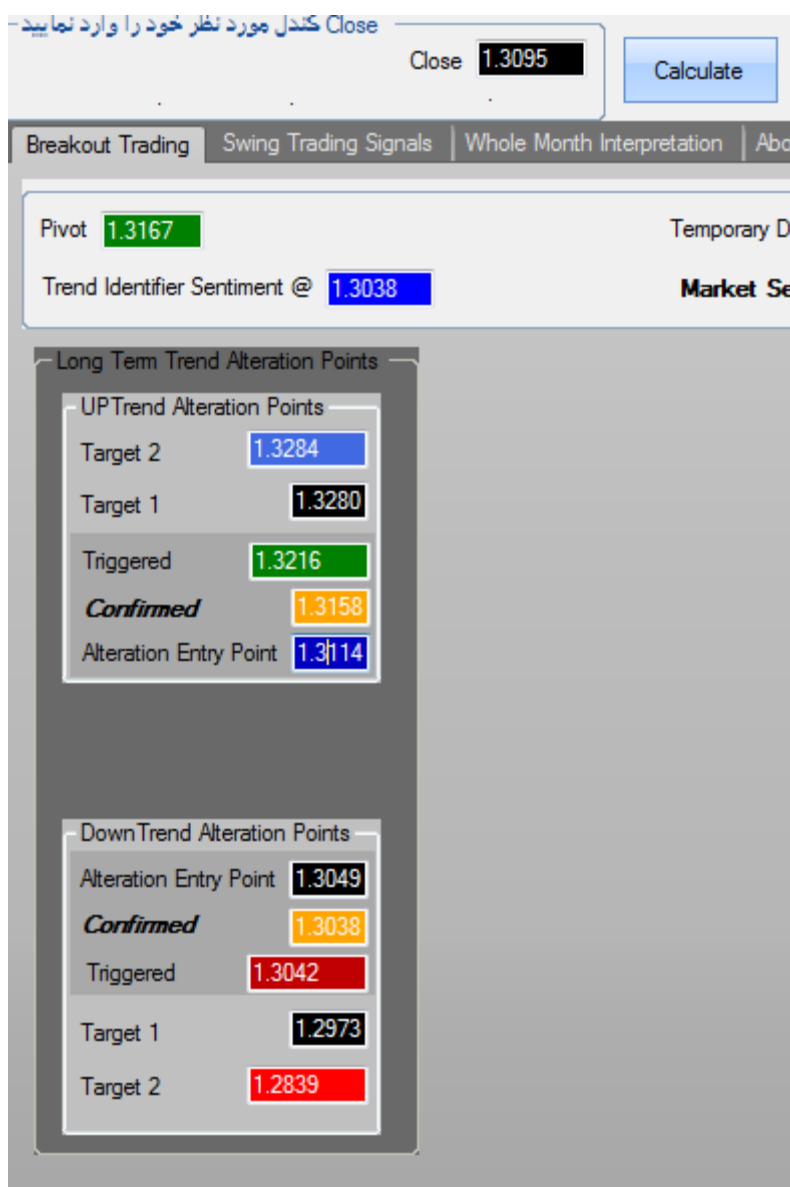 Close کندل مورد نظر خود را وارد نمایید
Close 1.3095
Calculate
Breakout Trading Swing Trading Signals Whole Month Interpretation Abo
Pivot 1.3167 Temporary D
Trend Identifier Sentiment @ 1.3038 Market Se
Long Term Trend Alteration Points
UPTrend Alteration Points
Target 2 1.3284
Target 1 1.3280
Triggered 1.3216
Confirmed 1.3158
Alteration Entry Point 1.3114
DownTrend Alteration Points
Alteration Entry Point 1.3049
Confirmed 1.3038
Triggered 1.3042
Target 1 1.2973
Target 2 1.2839